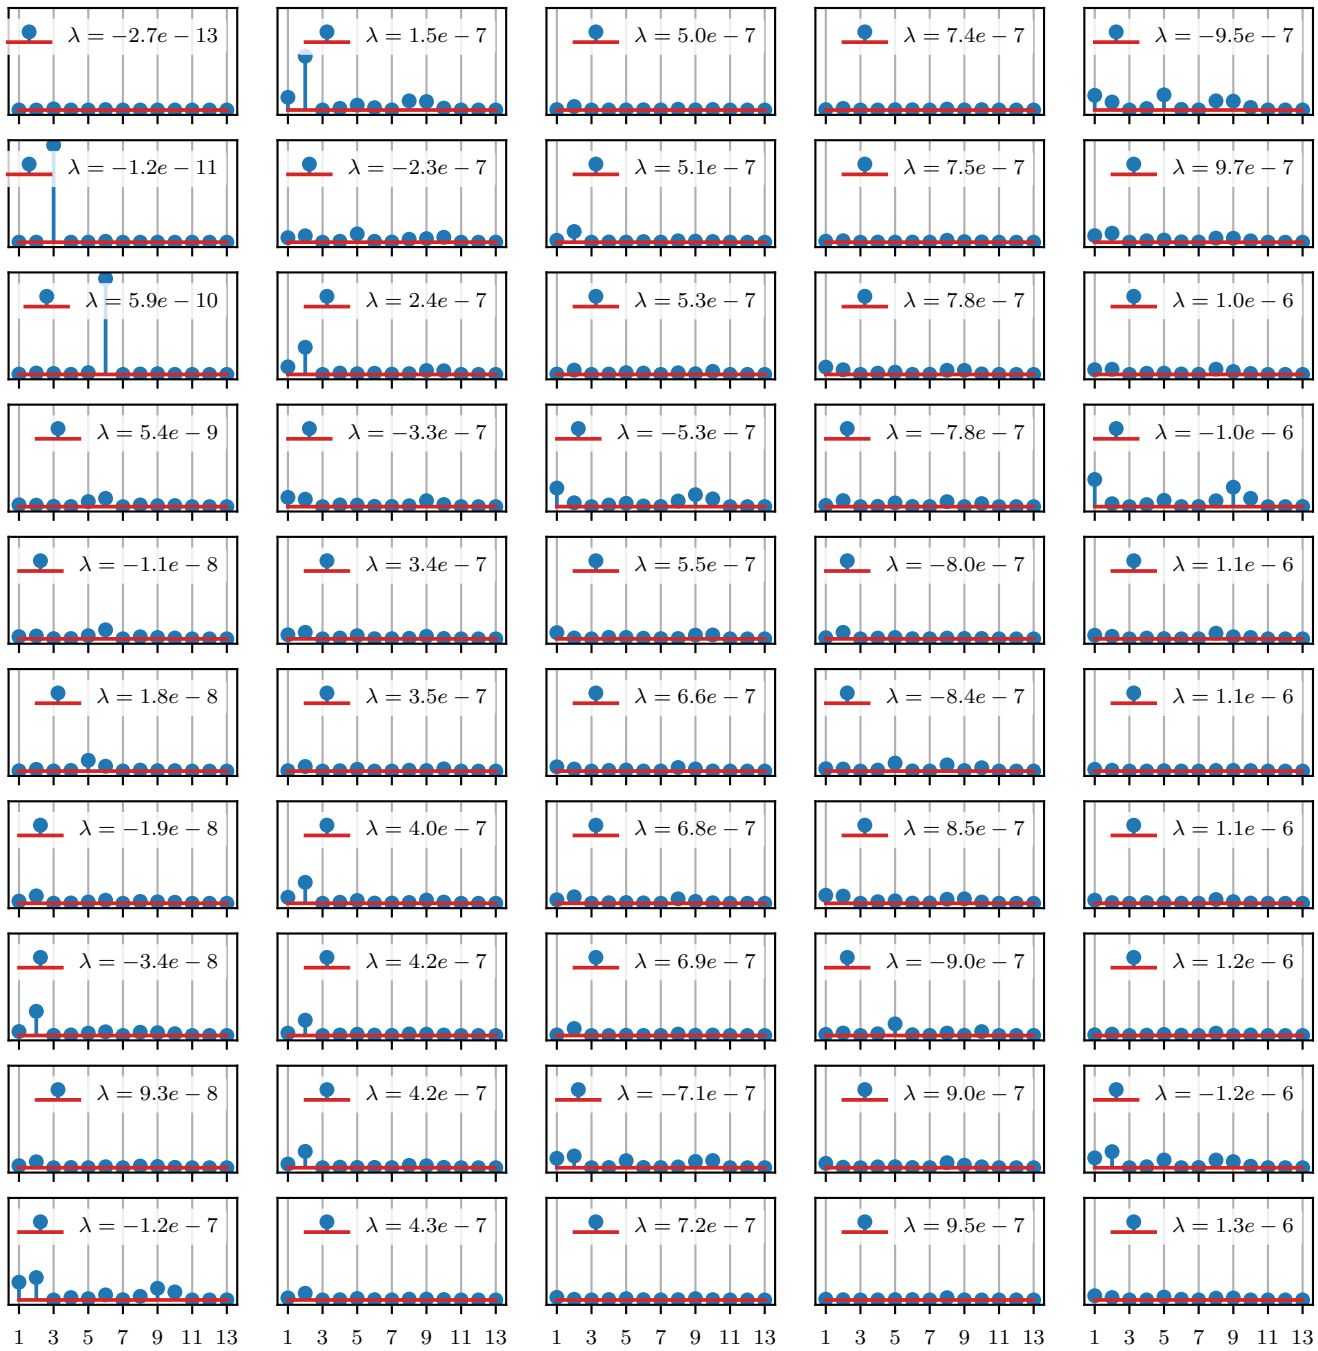 λ = −2.7e − 13 λ = 1.5e − 7 λ = 5.0e − 7 λ = 7.4e − 7 λ = −9.5e − 7
λ = −1.2e − 11 λ = −2.3e − 7 λ = 5.1e − 7 λ = 7.5e − 7 λ = 9.7e − 7
λ = 5.9e − 10 λ = 2.4e − 7 λ = 5.3e − 7 λ = 7.8e − 7 λ = 1.0e − 6
λ = 5.4e − 9 λ = −3.3e − 7 λ = −5.3e − 7 λ = −7.8e − 7 λ = −1.0e − 6
λ = −1.1e − 8 λ = 3.4e − 7 λ = 5.5e − 7 λ = −8.0e − 7 λ = 1.1e − 6
λ = 1.8e − 8 λ = 3.5e − 7 λ = 6.6e − 7 λ = −8.4e − 7 λ = 1.1e − 6
λ = −1.9e − 8 λ = 4.0e − 7 λ = 6.8e − 7 λ = 8.5e − 7 λ = 1.1e − 6
λ = −3.4e − 8 λ = 4.2e − 7 λ = 6.9e − 7 λ = −9.0e − 7 λ = 1.2e − 6
λ = 9.3e − 8 λ = 4.2e − 7 λ = −7.1e − 7 λ = 9.0e − 7 λ = −1.2e − 6
λ = −1.2e − 7 λ = 4.3e − 7 λ = 7.2e − 7 λ = 9.5e − 7 λ = 1.3e − 6
1 3 5 7 9 11 13 1 3 5 7 9 11 13 1 3 5 7 9 11 13 1 3 5 7 9 11 13 1 3 5 7 9 11 13